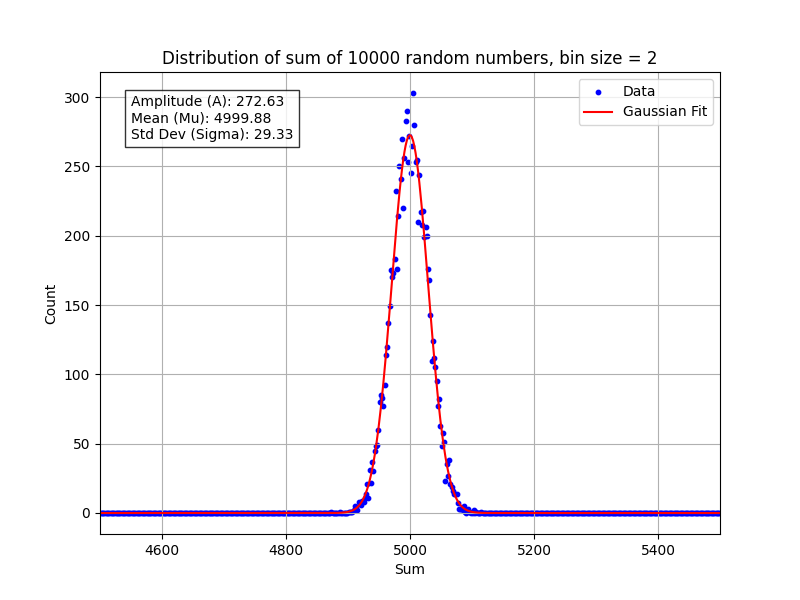 Distribution of sum of 10000 random numbers, bin size = 2
Amplitude (A): 272.63
Mean (Mu): 4999.88
Std Dev (Sigma): 29.33
Data
Gaussian Fit
Count
300
250
200
150
100
50
0
4600 4800 5000 5200 5400
Sum